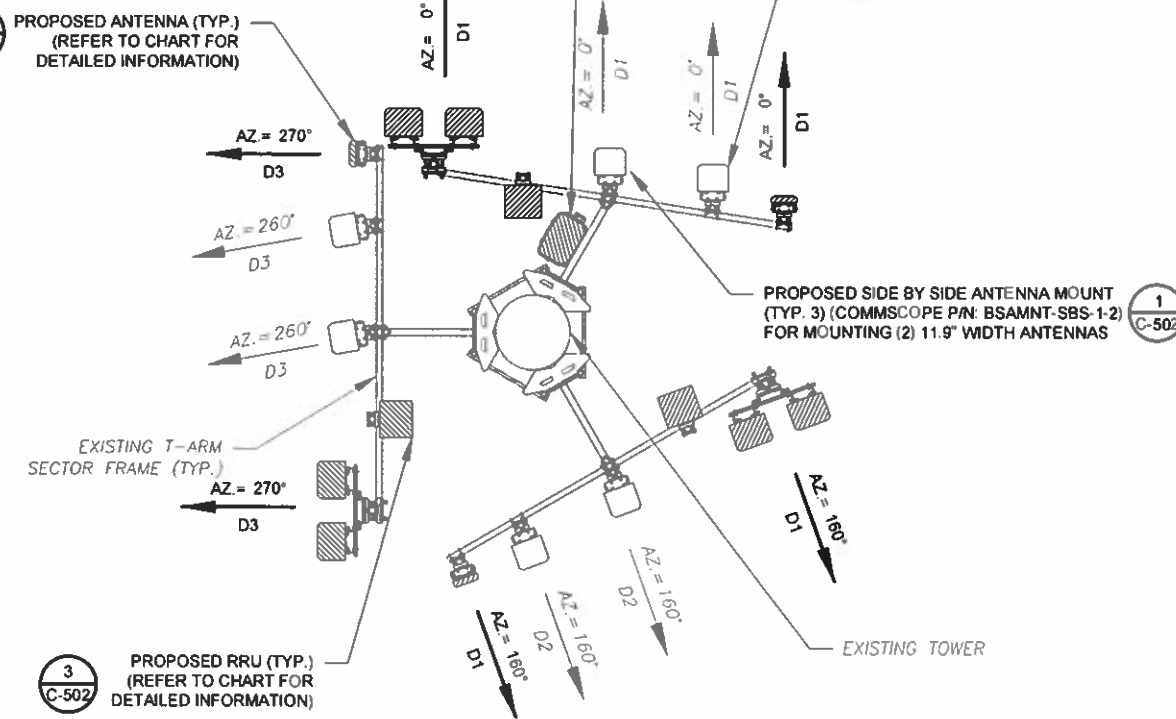 PROPOSED ANTENNA (TYP.)
(REFER TO CHART FOR
DETAILED INFORMATION)
AZ.= 0°
D1
AZ.= 0°
D1
AZ.= 0°
D1
AZ.= 0°
D1
AZ.= 270°
D3
AZ.=260°
D3
AZ.=260°
D3
PROPOSED SIDE BY SIDE ANTENNA MOUNT
(TYP. 3) (COMMSCOPE P/N: BSAMNT-SBS-1-2)
FOR MOUNTING (2) 11.9" WIDTH ANTENNAS
1
C-502
EXISTING T-ARM
SECTOR FRAME (TYP.)
AZ.= 270°
D3
AZ.= 160°
D1
AZ.=160°
D2
AZ.=160°
D2
AZ.= 160°
D1
EXISTING TOWER
3
C-502
PROPOSED RRU (TYP.)
(REFER TO CHART FOR
DETAILED INFORMATION)